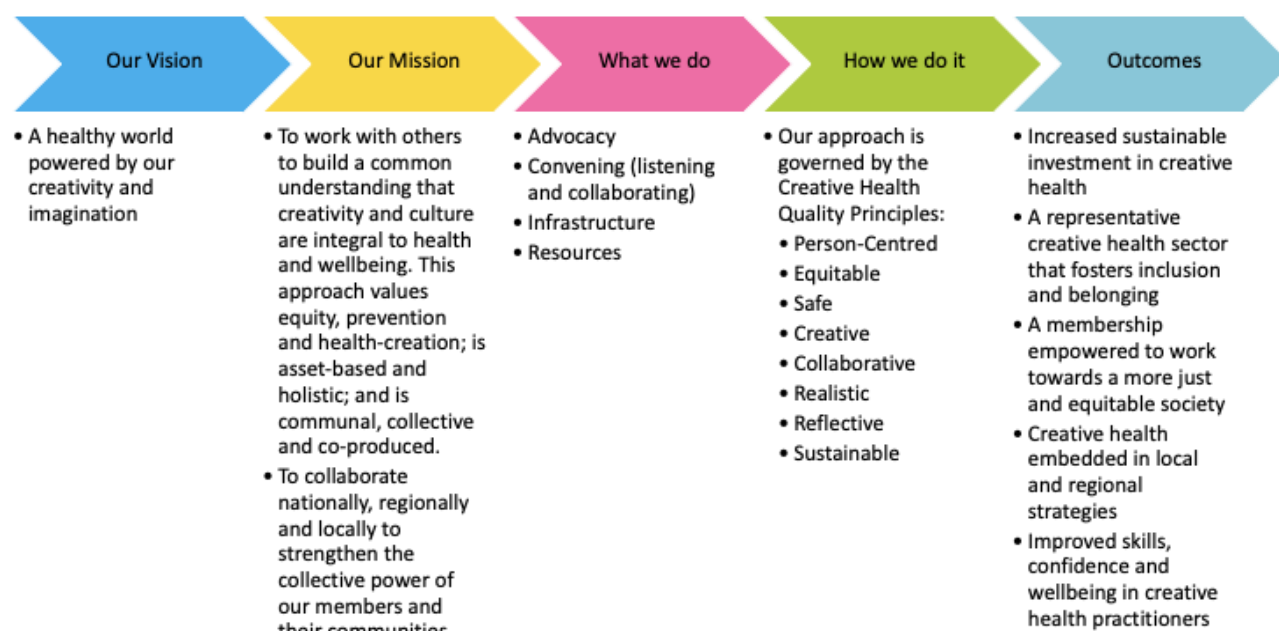 Our Vision
• A healthy world
powered by our
creativity and
imagination
Our Mission
• To work with others
to build a common
understanding that
creativity and culture
are integral to health
and wellbeing. This
approach values
equity, prevention
and health-creation; is
asset-based and
holistic; and is
communal, collective
and co-produced.
• To collaborate
nationally, regionally
and locally to
strengthen the
collective power of
our members and
their communities
What we do
• Advocacy
• Convening (listening
and collaborating)
• Infrastructure
• Resources
How we do it
• Our approach is
governed by the
Creative Health
Quality Principles:
• Person-Centred
• Equitable
• Safe
• Creative
• Collaborative
• Realistic
• Reflective
• Sustainable
Outcomes
• Increased sustainable
investment in creative
health
• A representative
creative health sector
that fosters inclusion
and belonging
• A membership
empowered to work
towards a more just
and equitable society
• Creative health
embedded in local
and regional
strategies
• Improved skills,
confidence and
wellbeing in creative
health practitioners